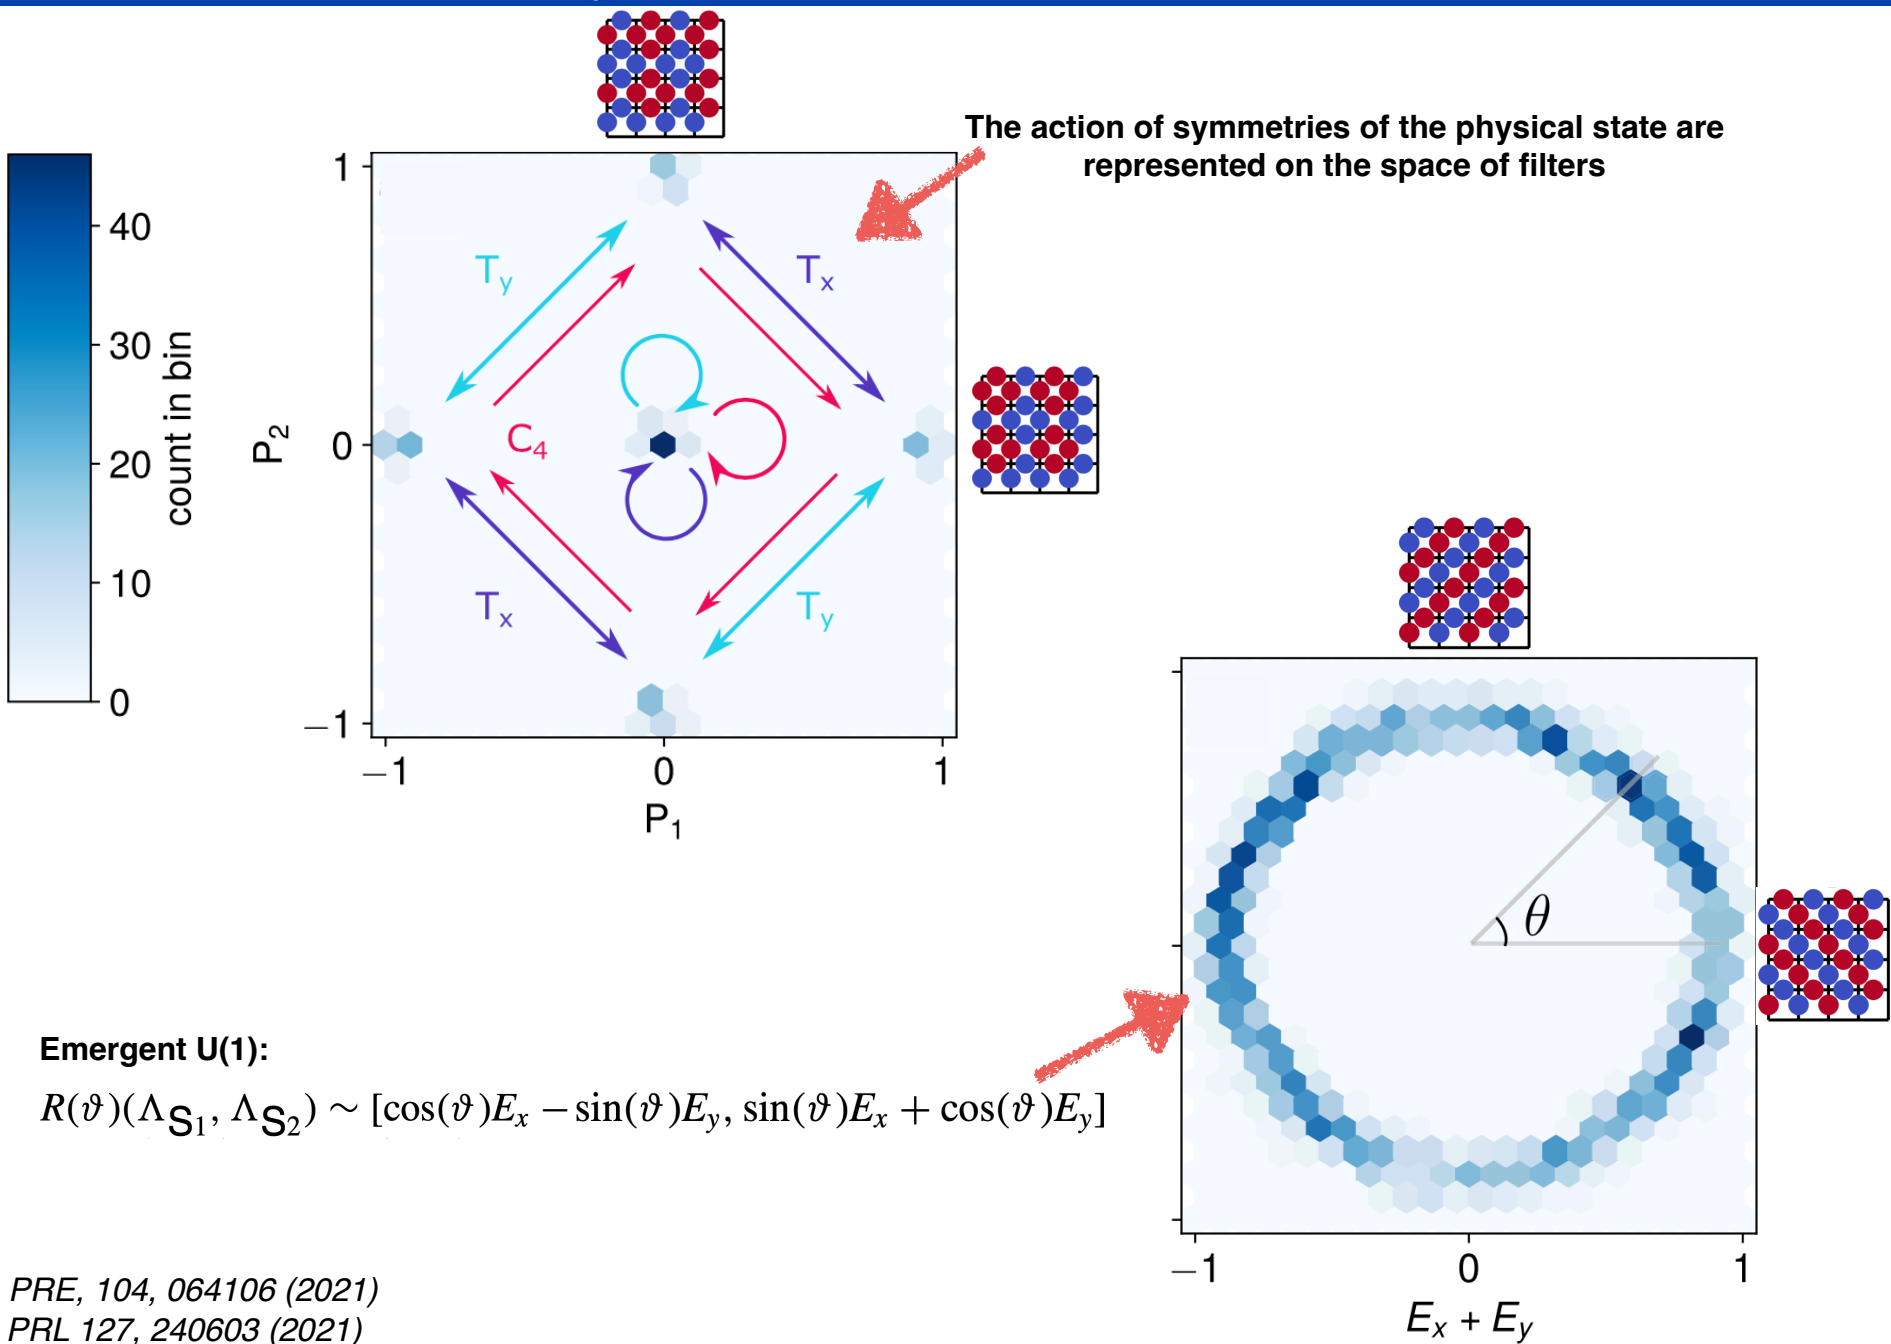 The action of symmetries of the physical state are
represented on the space of filters
40
30
20
10
0
count in bin
1
0
−1
P2
Ty
Tx
C4
Tx
Ty
−1
0
1
P1
θ
Emergent U(1):
R(ϑ)(ΛS1, ΛS2) ∼ [cos(ϑ)Ex − sin(ϑ)Ey, sin(ϑ)Ex + cos(ϑ)Ey]
−1
0
1
Ex + Ey
PRE, 104, 064106 (2021)
PRL 127, 240603 (2021)